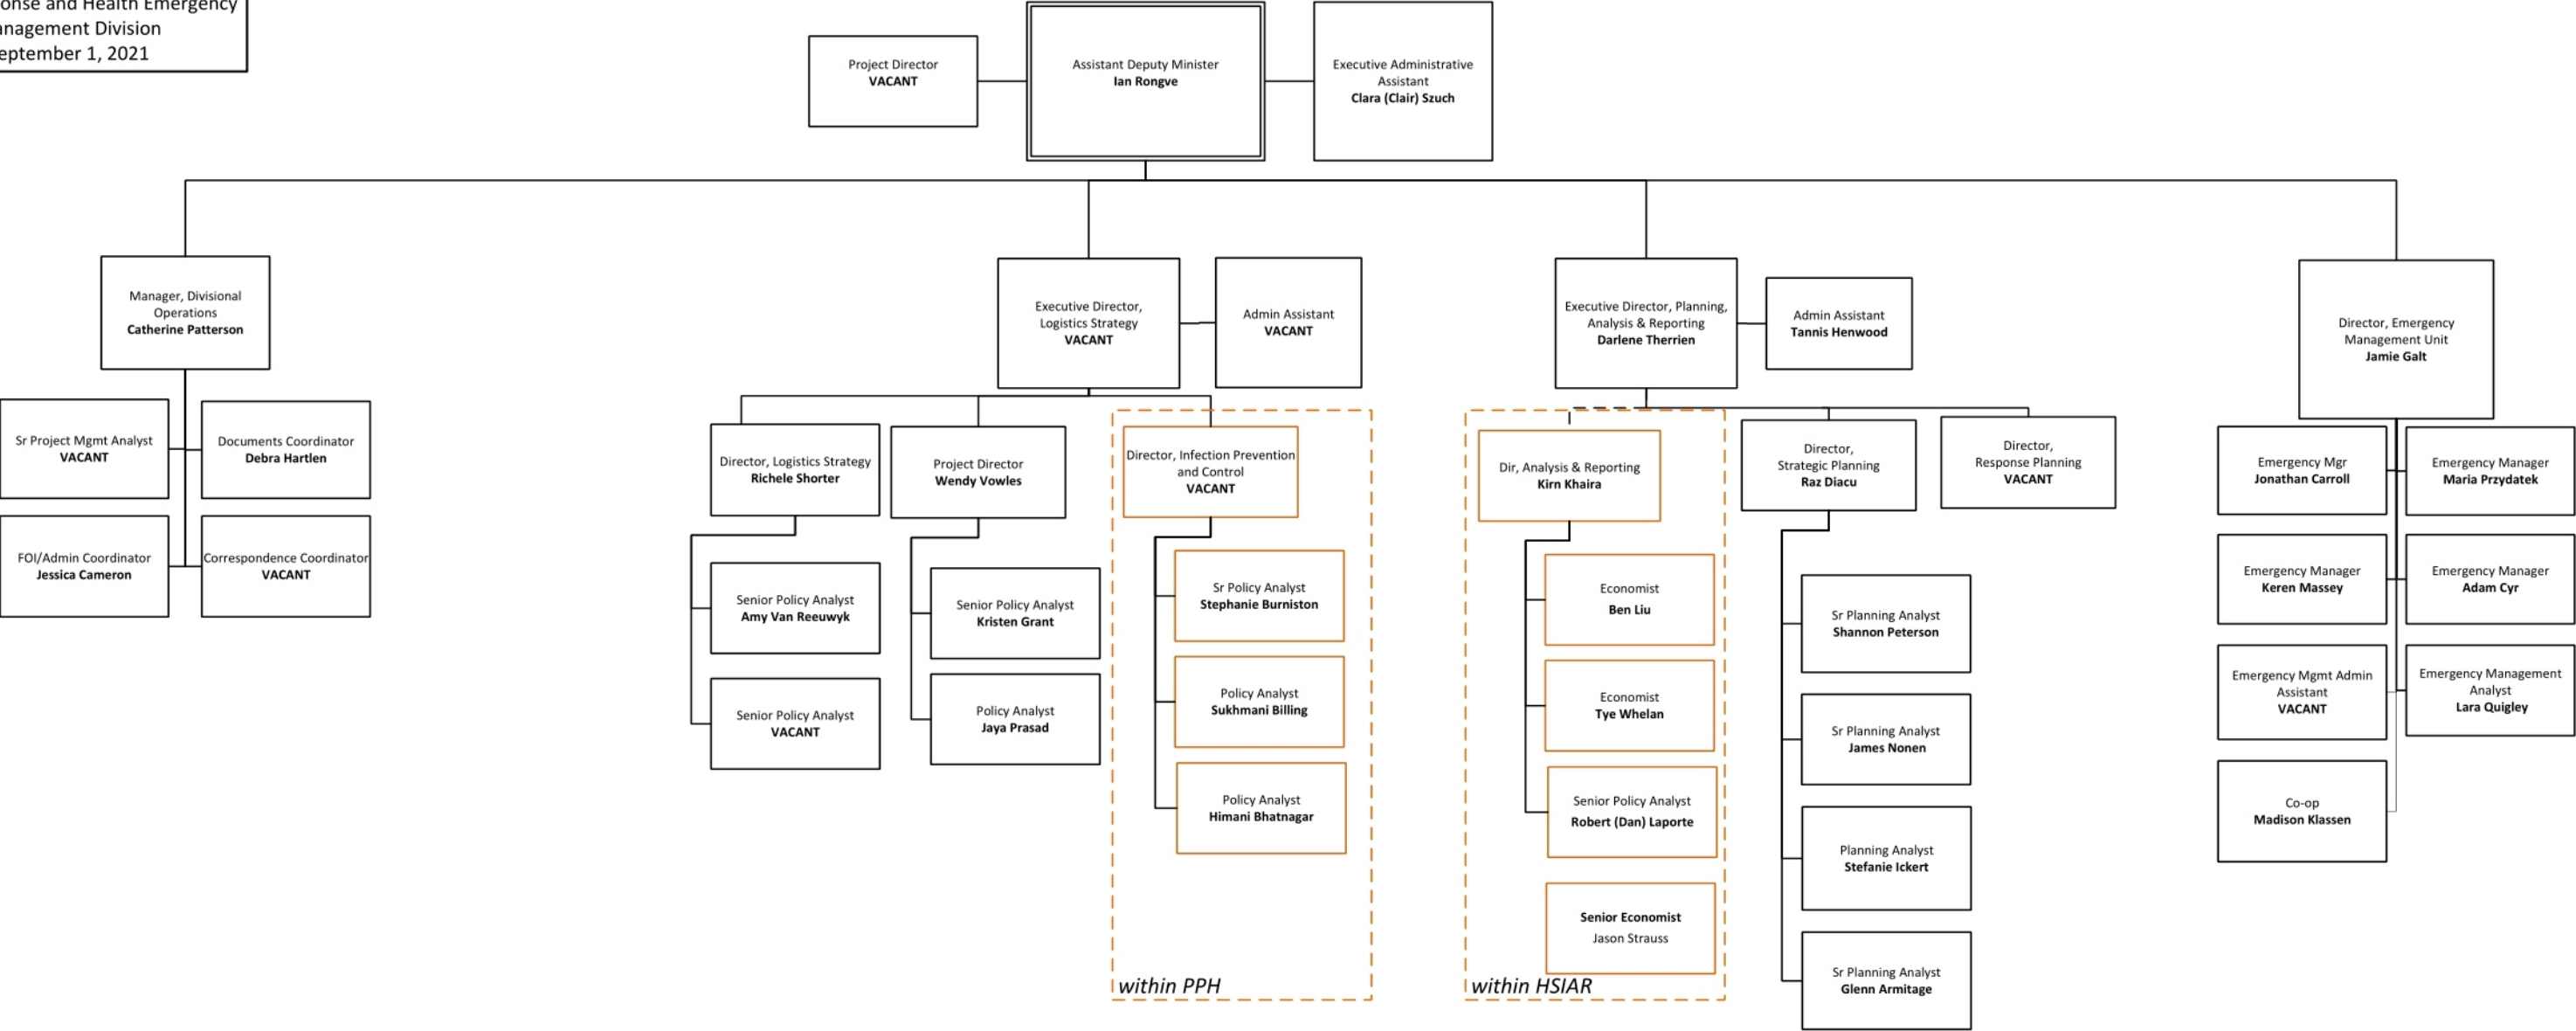 Health Emergency
Management Division
September 1, 2021
Project Director
VACANT
Assistant Deputy Minister
Ian Rongve
Executive Administrative
Assistant
Clara (Clair) Szuch
Manager, Divisional
Operations
Catherine Patterson
Executive Director,
Logistics Strategy
VACANT
Admin Assistant
VACANT
Executive Director, Planning,
Analysis & Reporting
Darlene Therrien
Admin Assistant
Tannis Henwood
Director, Emergency
Management Unit
Jamie Galt
Sr Project Mgmt Analyst
VACANT
Documents Coordinator
Debra Hartlen
FOI/Admin Coordinator
Jessica Cameron
Correspondence Coordinator
VACANT
Director, Logistics Strategy
Richele Shorter
Senior Policy Analyst
Amy Van Reeuwyk
Senior Policy Analyst
VACANT
Project Director
Wendy Vowles
Senior Policy Analyst
Kristen Grant
Policy Analyst
Jaya Prasad
Director, Infection Prevention
and Control
VACANT
Sr Policy Analyst
Stephanie Burniston
Policy Analyst
Sukhmani Billing
Policy Analyst
Himani Bhatnagar
within PPH
Dir, Analysis & Reporting
Kirn Khaira
Economist
Ben Liu
Economist
Tye Whelan
Senior Policy Analyst
Robert (Dan) Laporte
Senior Economist
Jason Strauss
within HSIAR
Director,
Strategic Planning
Raz Diacu
Sr Planning Analyst
Shannon Peterson
Sr Planning Analyst
James Nonen
Planning Analyst
Stefanie Ickert
Sr Planning Analyst
Glenn Armitage
Director,
Response Planning
VACANT
Emergency Mgr
Jonathan Carroll
Emergency Manager
Maria Przydatek
Emergency Manager
Keren Massey
Emergency Manager
Adam Cyr
Emergency Mgmt Admin
Assistant
VACANT
Emergency Management
Analyst
Lara Quigley
Co-op
Madison Klassen